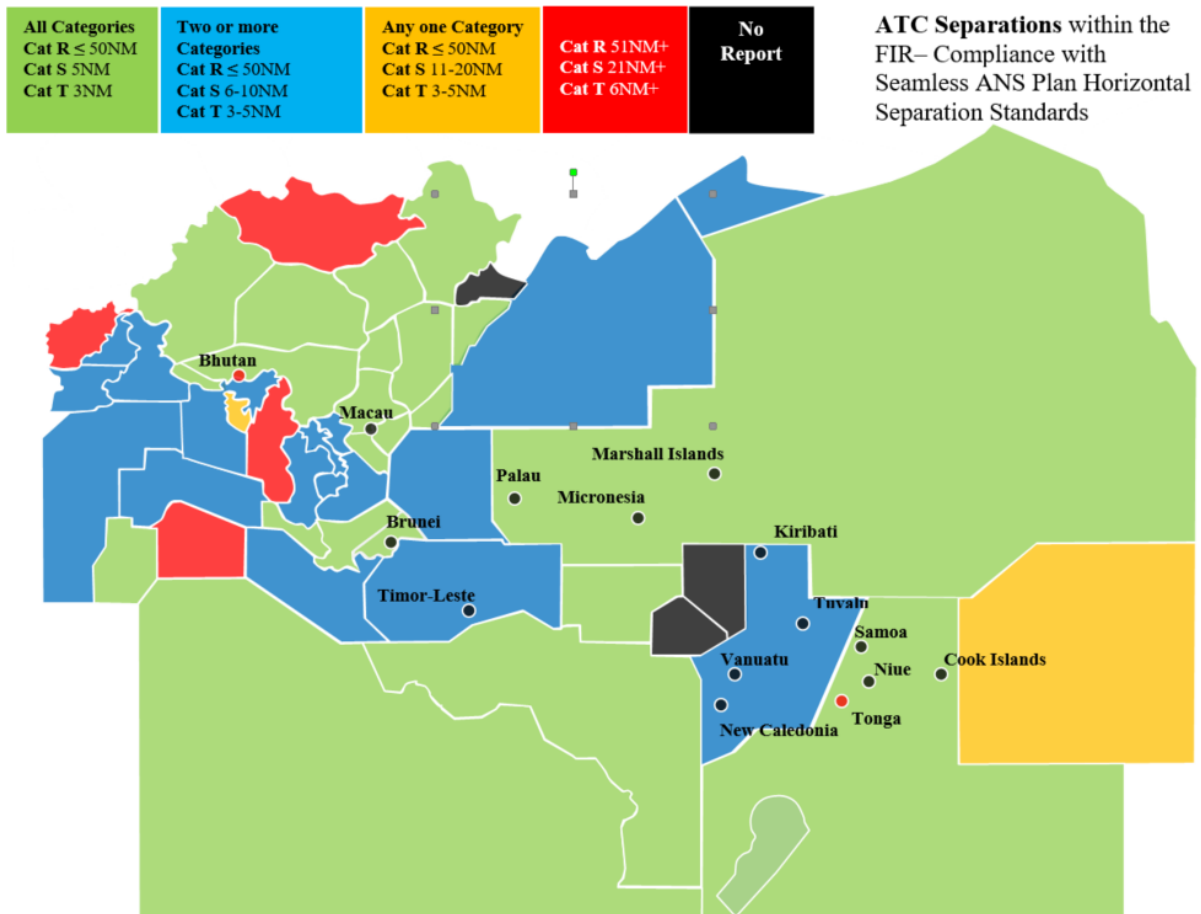 All Categories
Cat R ≤ 50NM
Cat S 5NM
Cat T 3NM
Two or more
Categories
Cat R ≤ 50NM
Cat S 6-10NM
Cat T 3-5NM
Any one Category
Cat R ≤ 50NM
Cat S 11-20NM
Cat T 3-5NM
Cat R 51NM+
Cat S 21NM+
Cat T 6NM+
No
Report
ATC Separations within the
FIR– Compliance with
Seamless ANS Plan Horizontal
Separation Standards
Bhutan
Macau
Marshall Islands
Palau
Micronesia
Brunei
Kiribati
Timor-Leste
Tuvalu
Samoa
Vanuatu
Niue
Cook Islands
New Caledonia
Tonga